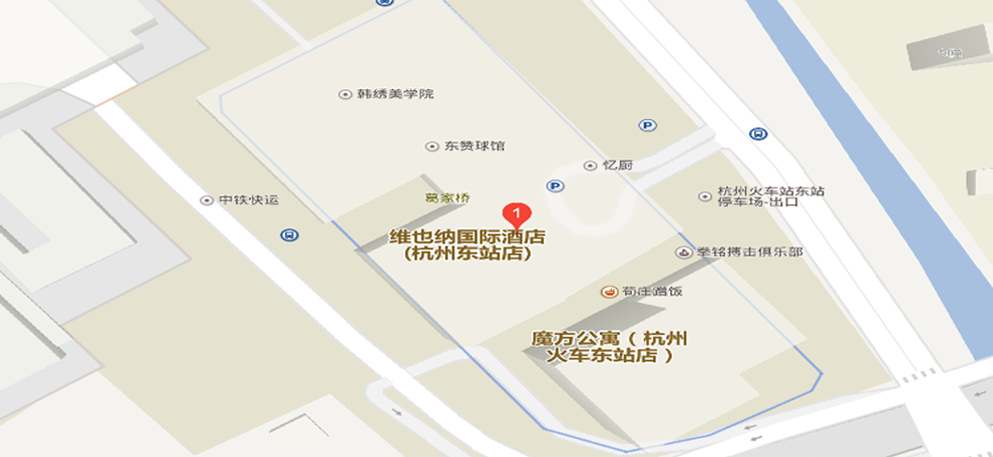 韩绣美学院
P
东赞球馆
P
忆厨
中铁快运
葛家桥
杭州火车站东站
停车场-出口
1
维也纳国际酒店
(杭州东站店)
拳铭搏击俱乐部
荀庄蹭饭
魔方公寓（杭州
火车东站店）